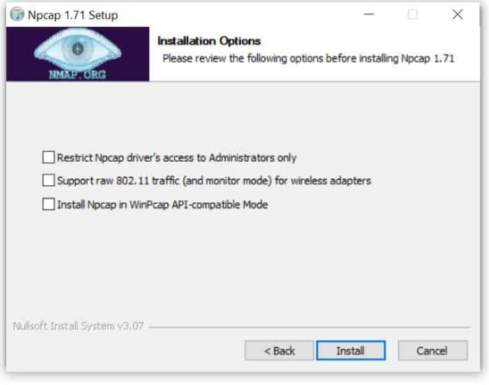 Npcap 1.71 Setup
NMAP.ORG
Installation Options
Please review the following options before installing Npcap 1.71
Restrict Npcap driver's access to Administrators only
Support raw 802.11 traffic (and monitor mode) for wireless adapters
Install Npcap in WinPcap API-compatible Mode
Nullsoft Install System v3.07
< Back Install Cancel